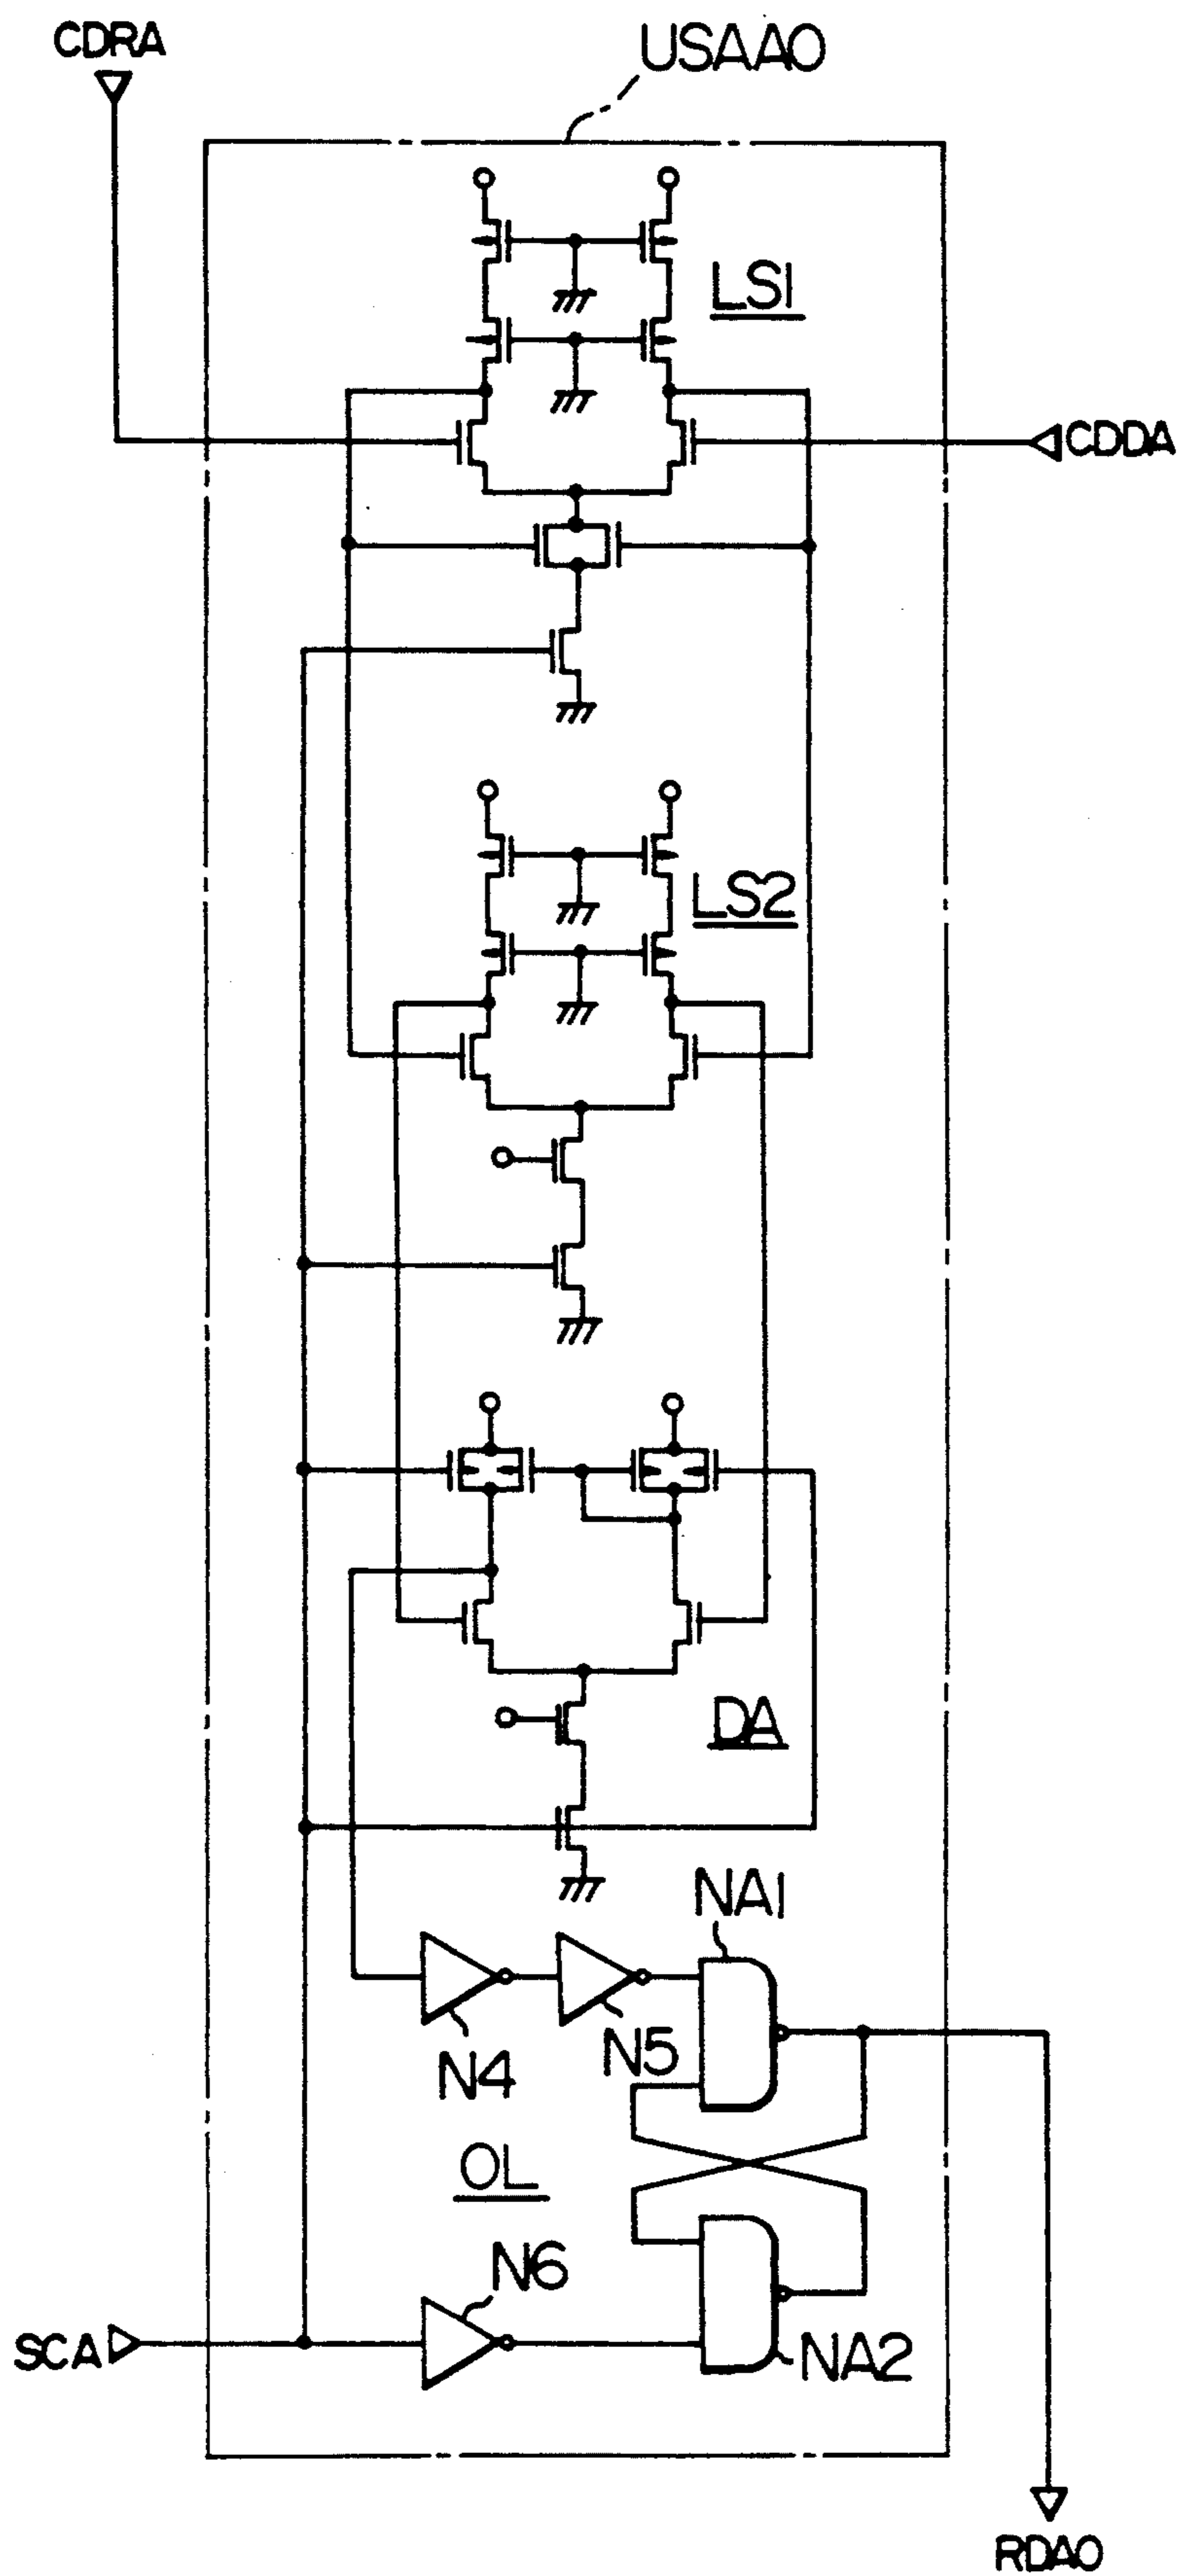 CDRA
USAA0
LS1
CDDA
LS2
DA
NA1
N4
N5
OL
N6
SCA
NA2
RDA0